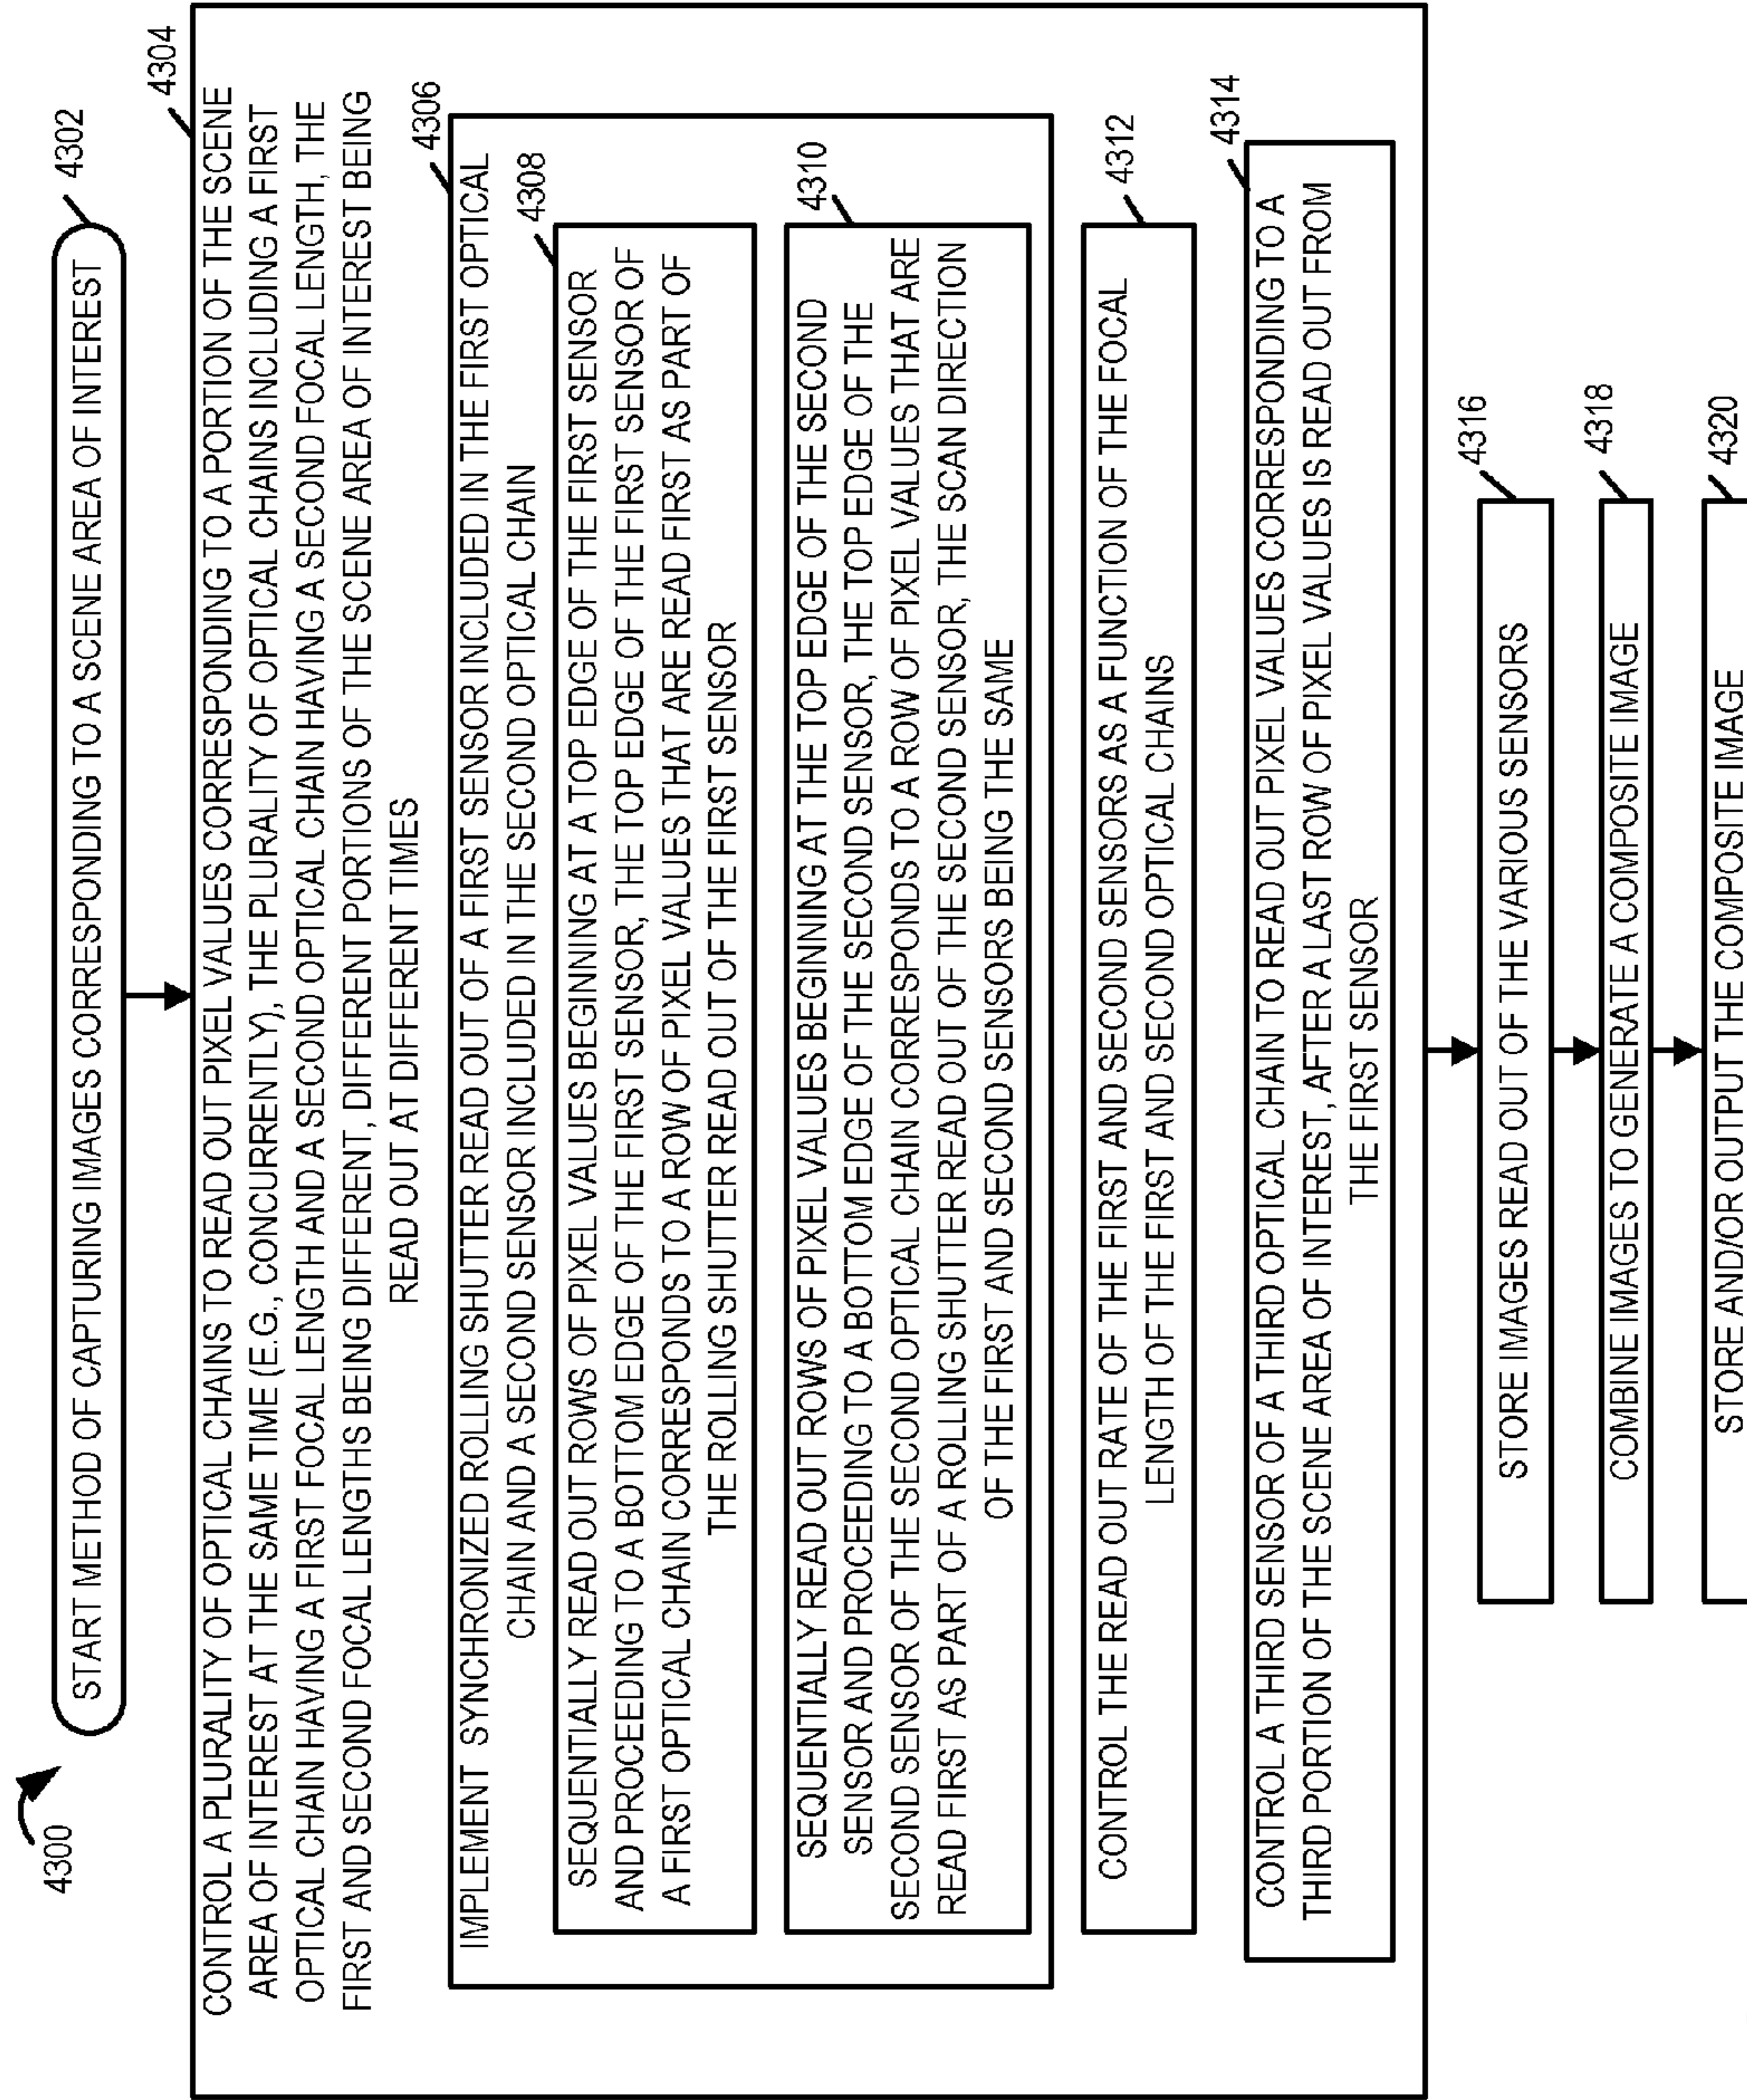 4300
START METHOD OF CAPTURING IMAGES CORRESPONDING TO A SCENE AREA OF INTEREST
4302
4304
CONTROL A PLURALITY OF OPTICAL CHAINS TO READ OUT PIXEL VALUES CORRESPONDING TO A PORTION OF THE SCENE
AREA OF INTEREST AT THE SAME TIME (E.G., CONCURRENTLY), THE PLURALITY OF OPTICAL CHAINS INCLUDING A FIRST
OPTICAL CHAIN HAVING A FIRST FOCAL LENGTH AND A SECOND OPTICAL CHAIN HAVING A SECOND FOCAL LENGTH, THE
FIRST AND SECOND FOCAL LENGTHS BEING DIFFERENT, DIFFERENT PORTIONS OF THE SCENE AREA OF INTEREST BEING
READ OUT AT DIFFERENT TIMES
4306
IMPLEMENT SYNCHRONIZED ROLLING SHUTTER READ OUT OF A FIRST SENSOR INCLUDED IN THE FIRST OPTICAL
CHAIN AND A SECOND SENSOR INCLUDED IN THE SECOND OPTICAL CHAIN
4308
SEQUENTIALLY READ OUT ROWS OF PIXEL VALUES BEGINNING AT A TOP EDGE OF THE FIRST SENSOR
AND PROCEEDING TO A BOTTOM EDGE OF THE FIRST SENSOR, THE TOP EDGE OF THE FIRST SENSOR OF
A FIRST OPTICAL CHAIN CORRESPONDS TO A ROW OF PIXEL VALUES THAT ARE READ FIRST AS PART OF
THE ROLLING SHUTTER READ OUT OF THE FIRST SENSOR
4310
SEQUENTIALLY READ OUT ROWS OF PIXEL VALUES BEGINNING AT THE TOP EDGE OF THE SECOND
SENSOR AND PROCEEDING TO A BOTTOM EDGE OF THE SECOND SENSOR, THE TOP EDGE OF THE
SECOND SENSOR OF THE SECOND OPTICAL CHAIN CORRESPONDS TO A ROW OF PIXEL VALUES THAT ARE
READ FIRST AS PART OF A ROLLING SHUTTER READ OUT OF THE SECOND SENSOR, THE SCAN DIRECTION
OF THE FIRST AND SECOND SENSORS BEING THE SAME
4312
CONTROL THE READ OUT RATE OF THE FIRST AND SECOND SENSORS AS A FUNCTION OF THE FOCAL
LENGTH OF THE FIRST AND SECOND OPTICAL CHAINS
4314
CONTROL A THIRD SENSOR OF A THIRD OPTICAL CHAIN TO READ OUT PIXEL VALUES CORRESPONDING TO A
THIRD PORTION OF THE SCENE AREA OF INTEREST, AFTER A LAST ROW OF PIXEL VALUES IS READ OUT FROM
THE FIRST SENSOR
4316
STORE IMAGES READ OUT OF THE VARIOUS SENSORS
4318
COMBINE IMAGES TO GENERATE A COMPOSITE IMAGE
4320
STORE AND/OR OUTPUT THE COMPOSITE IMAGE